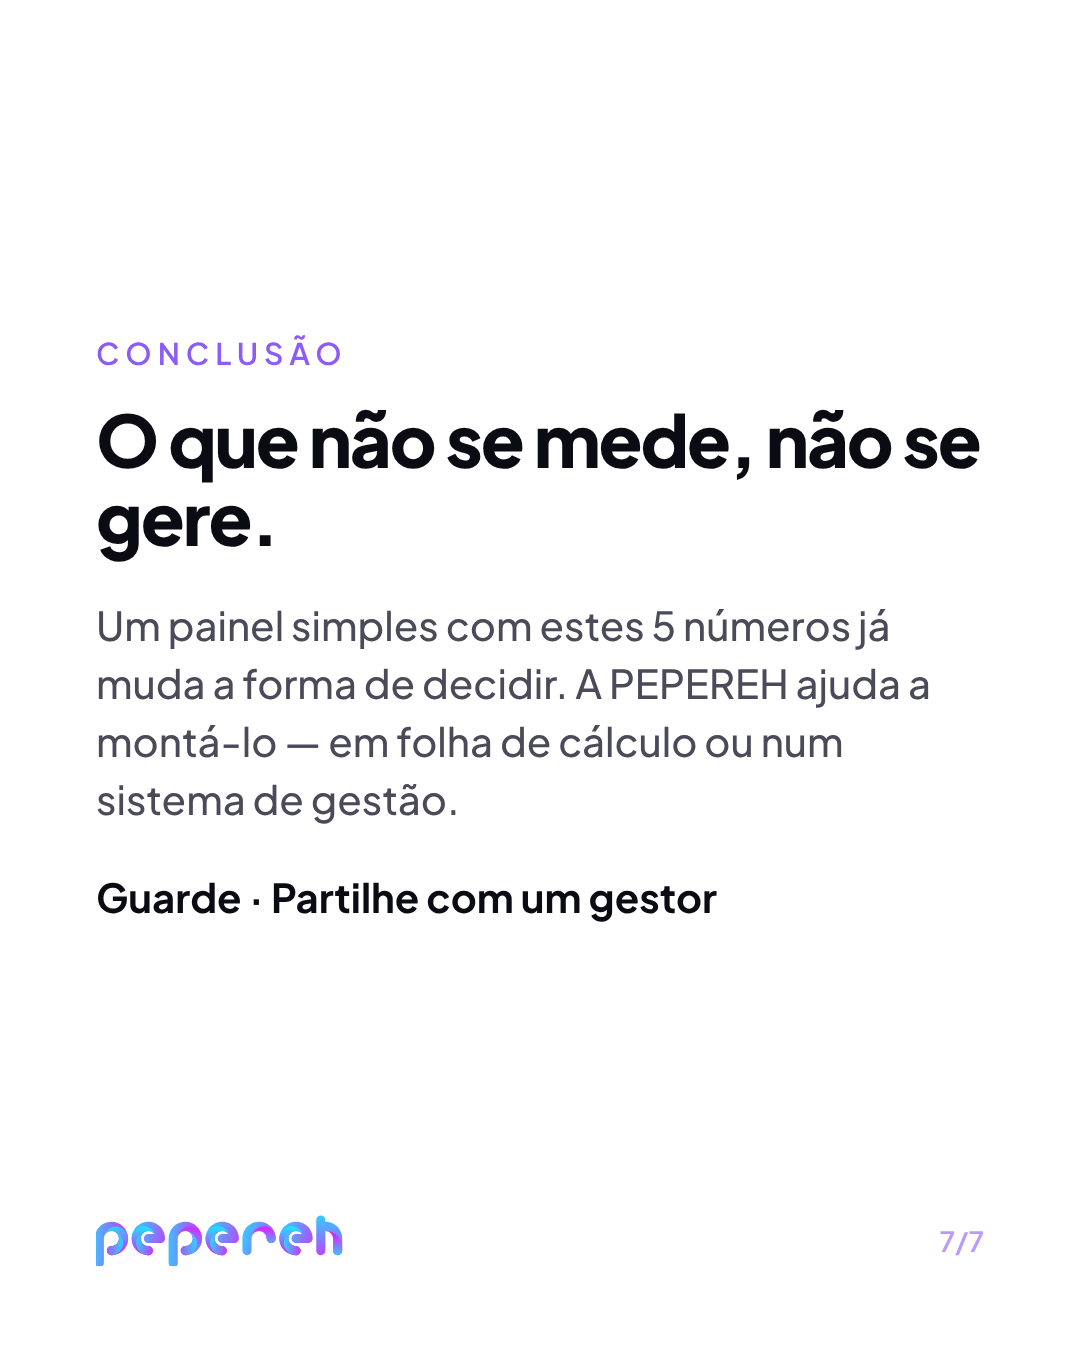 CONCLUSÃO
O que não se mede, não se
gere.
Um painel simples com estes 5 números já
muda a forma de decidir. A PEPEREH ajuda a
montá-lo — em folha de cálculo ou num
sistema de gestão.
Guarde · Partilhe com um gestor
pepereh
7/7